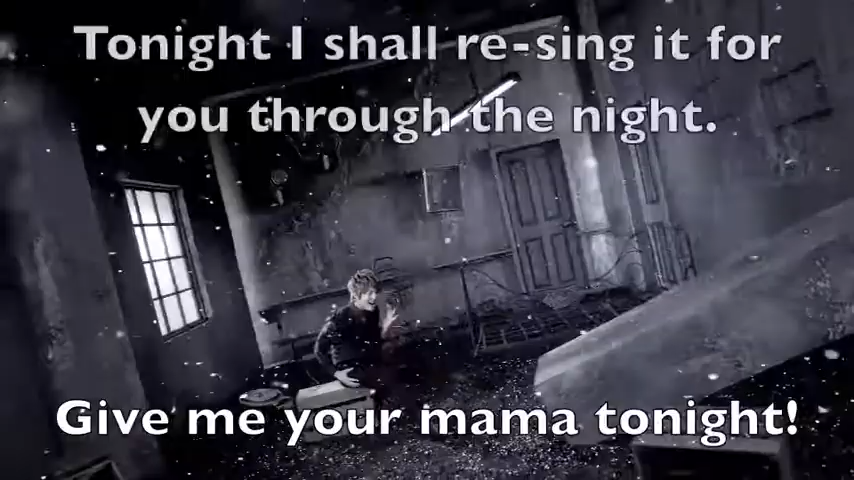 Tonight I shall re-sing it for
you through the night.
Give me your mama tonight!